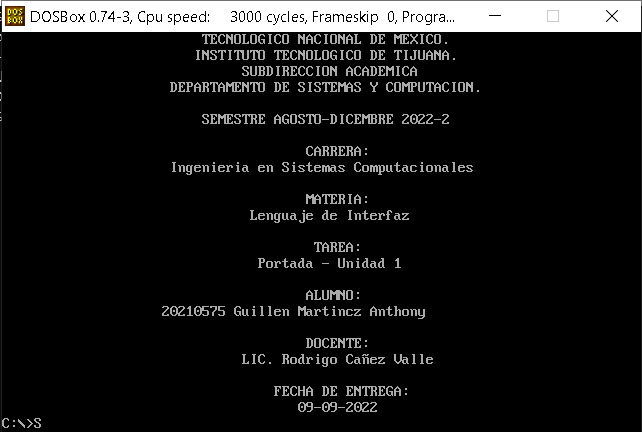 DOSBox 0.74-3, Cpu speed: 3000 cycles, Frameskip 0, Progra...
TECNOLOGICO NACIONAL DE MEXICO.
INSTITUTO TECNOLOGICO DE TIJUANA.
SUBDIRECCION ACADEMICA
DEPARTAMENTO DE SISTEMAS Y COMPUTACION.
SEMESTRE AGOSTO-DICEMBRE 2022-2
CARRERA:
Ingenieria en Sistemas Computacionales
MATERIA:
Lenguaje de Interfaz
TAREA:
Portada - Unidad 1
ALUMNO:
20210575 Guillen Martincz Anthony
DOCENTE:
LIC. Rodrigo Cañez Valle
FECHA DE ENTREGA:
09-09-2022
C:\>S